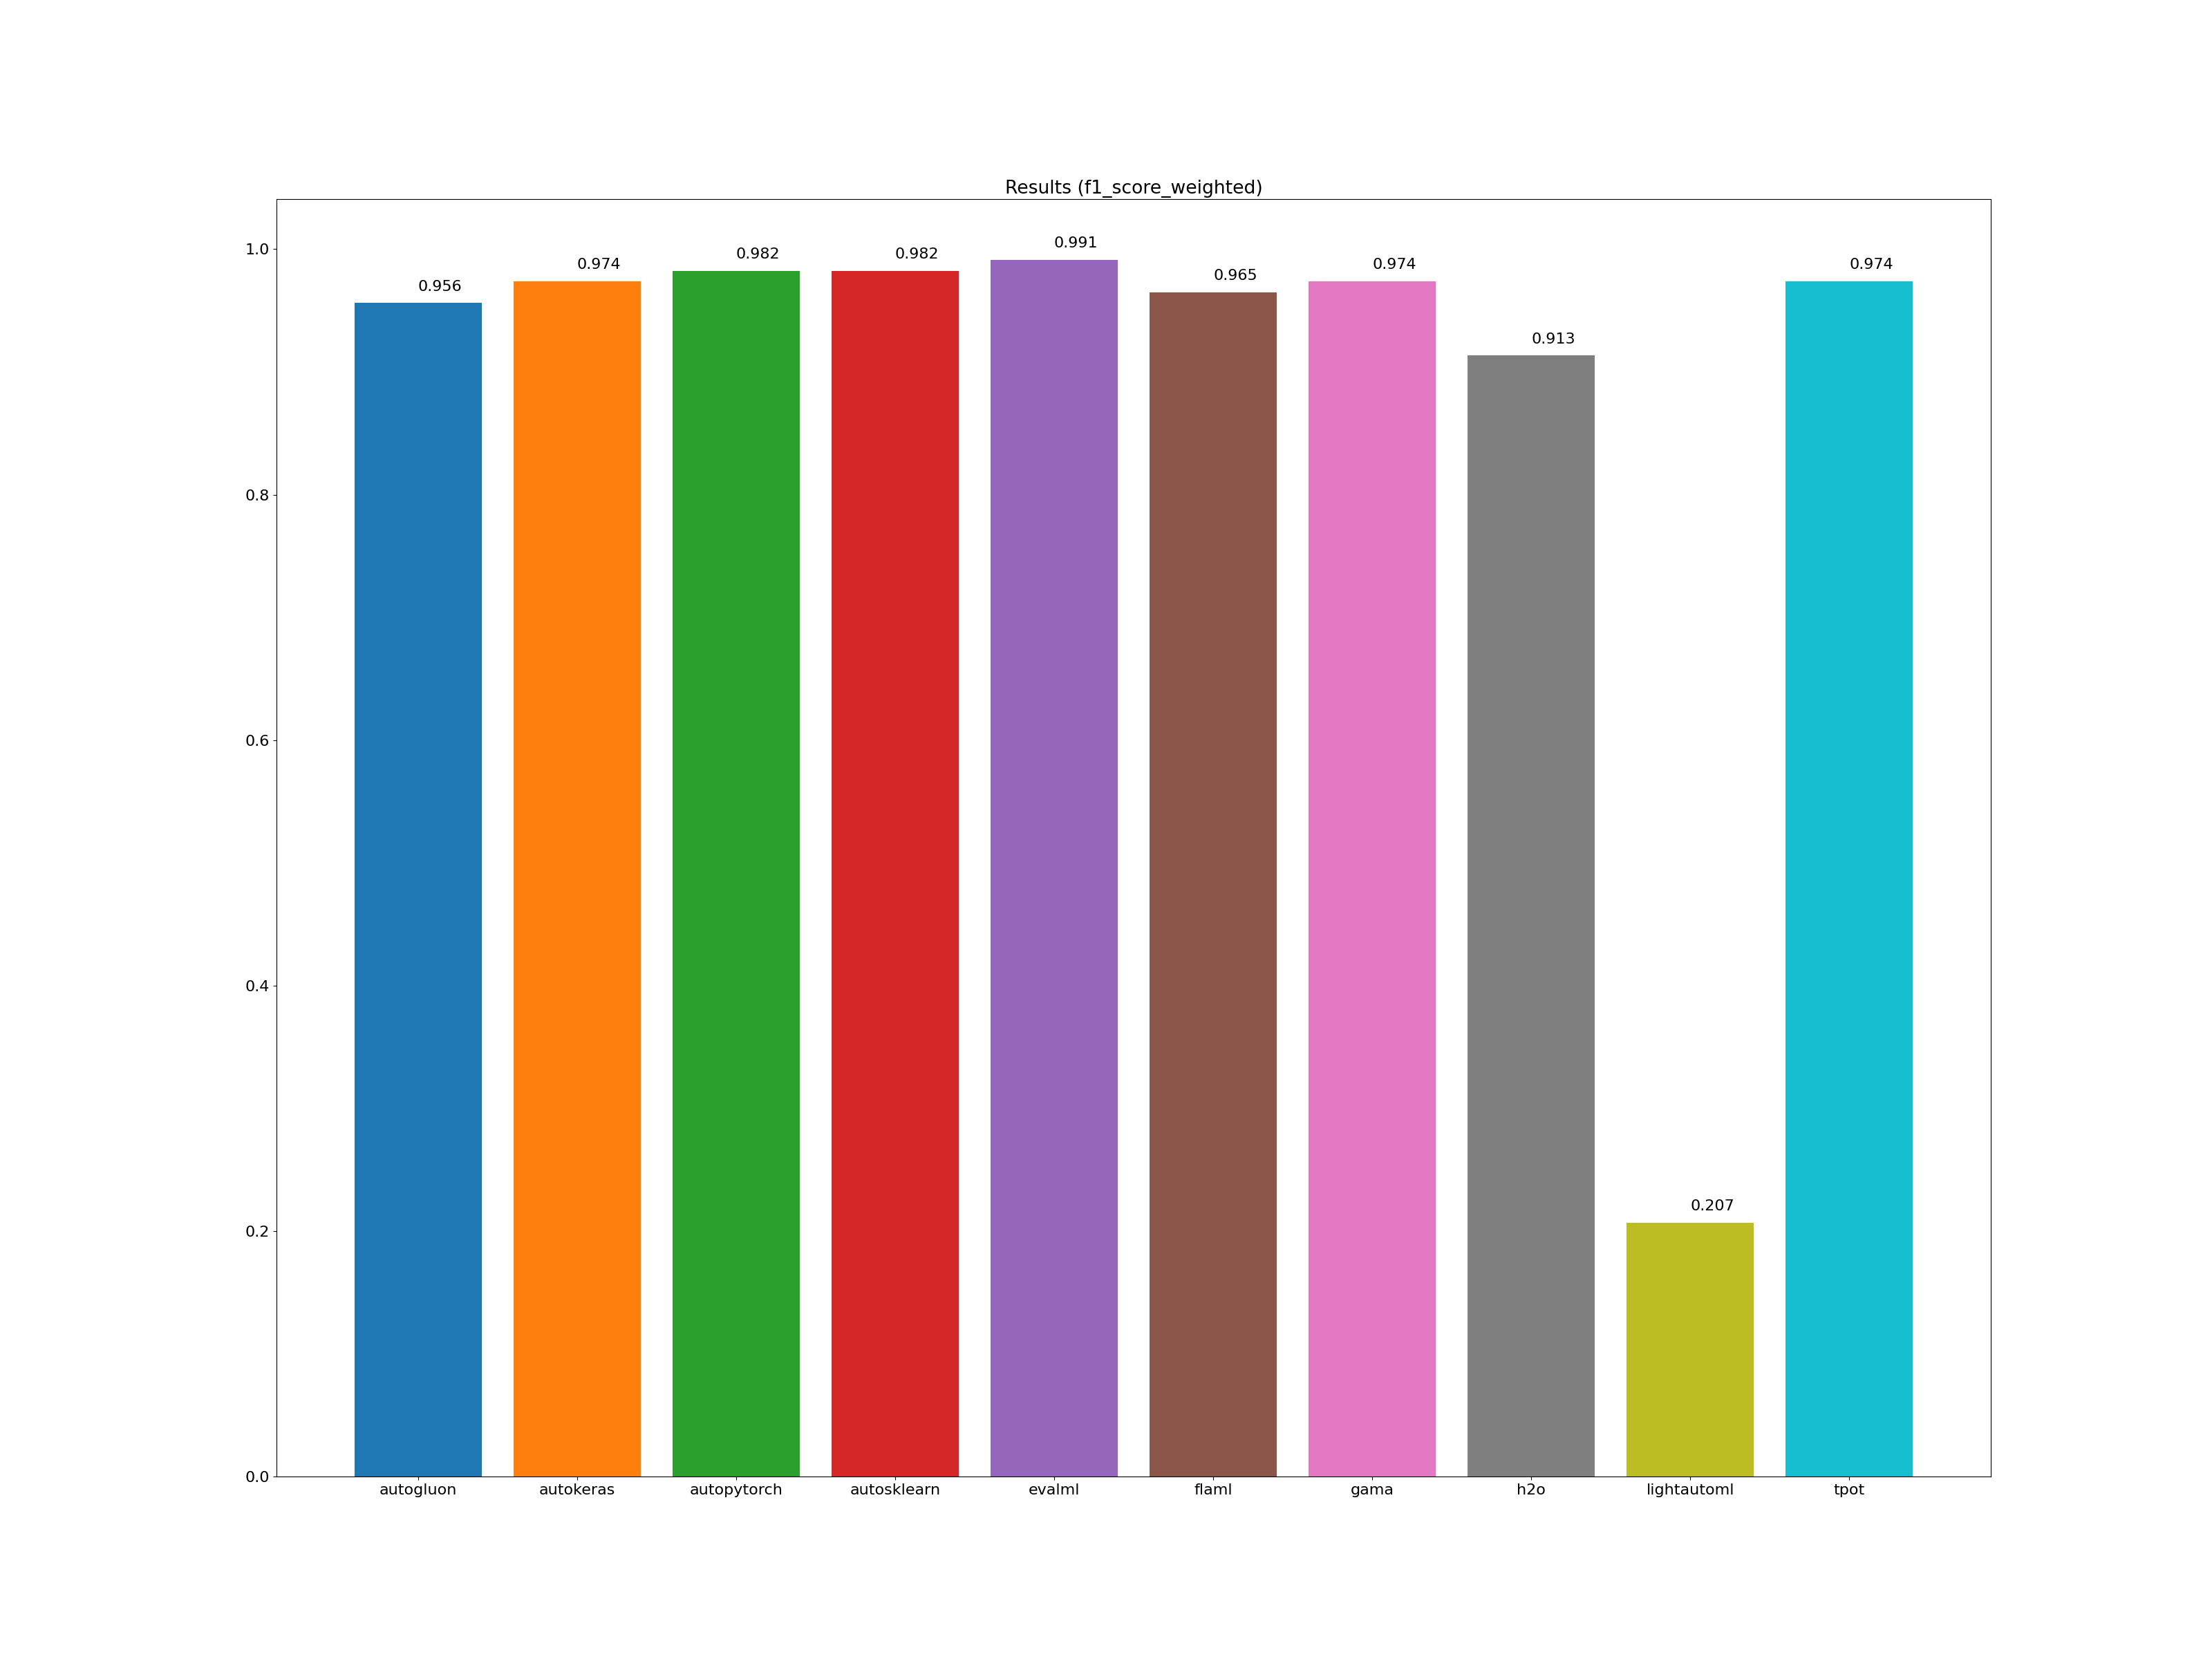 Results (f1_score_weighted)
1.0
0.8
0.6
0.4
0.2
0.0
0.956
0.974
0.982
0.982
0.991
0.965
0.974
0.913
0.207
0.974
autogluon
autokeras
autopytorch
autosklearn
evalml
flaml
gama
h2o
lightautoml
tpot